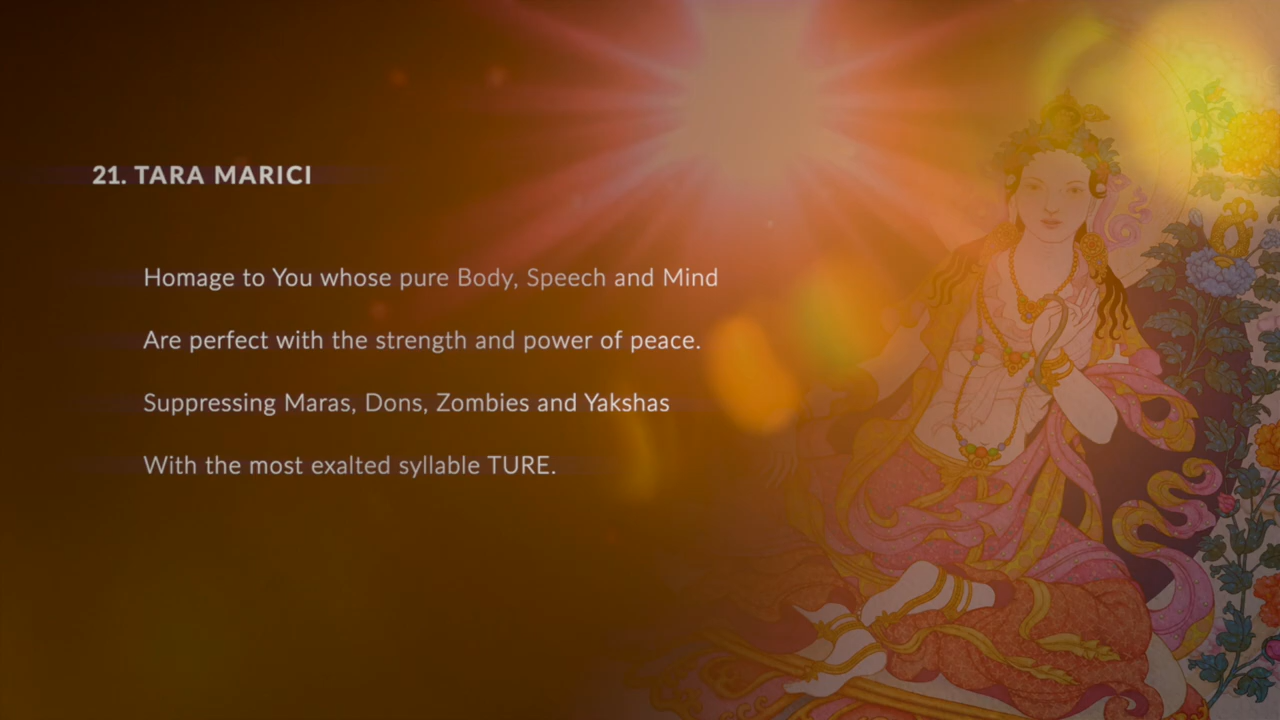 21. TARA MARICI
Homage to You whose pure Body, Speech and Mind
Are perfect with the strength and power of peace.
Suppressing Maras, Dons, Zombies and Yakshas
With the most exalted syllable TURE.